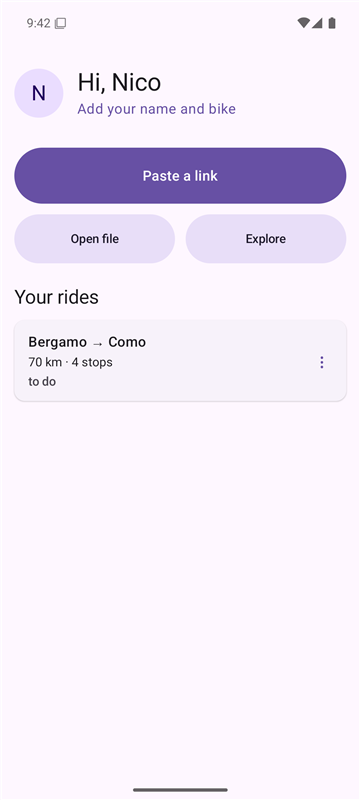 9:42
N
Hi, Nico
Add your name and bike
Paste a link
Open file
Explore
Your rides
Bergamo → Como
70 km · 4 stops
to do